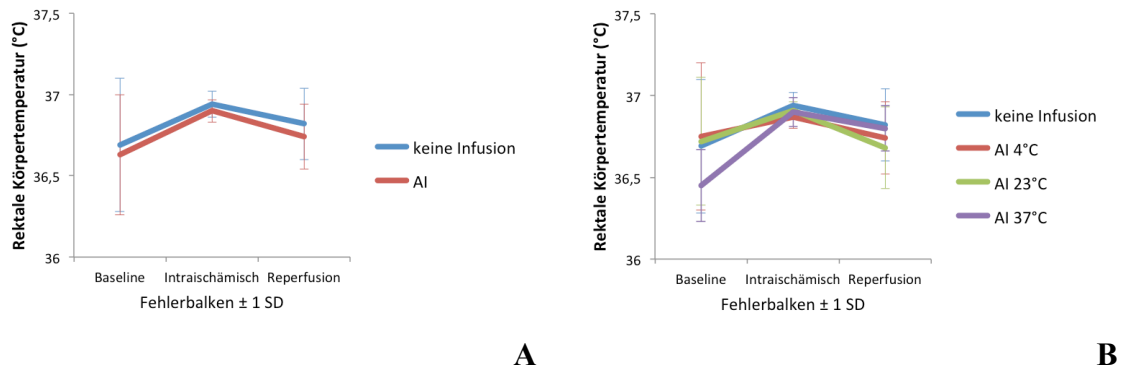 Rektale Körpertemperatur (°C)
37,5
37
36,5
36
Baseline
Intraischämisch
Reperfusion
Fehlerbalken ± 1 SD
keine Infusion
AI
A
Rektale Körpertemperatur (°C)
37,5
37
36,5
36
Baseline
Intraischämisch
Reperfusion
Fehlerbalken ± 1 SD
keine Infusion
AI 4°C
AI 23°C
AI 37°C
B